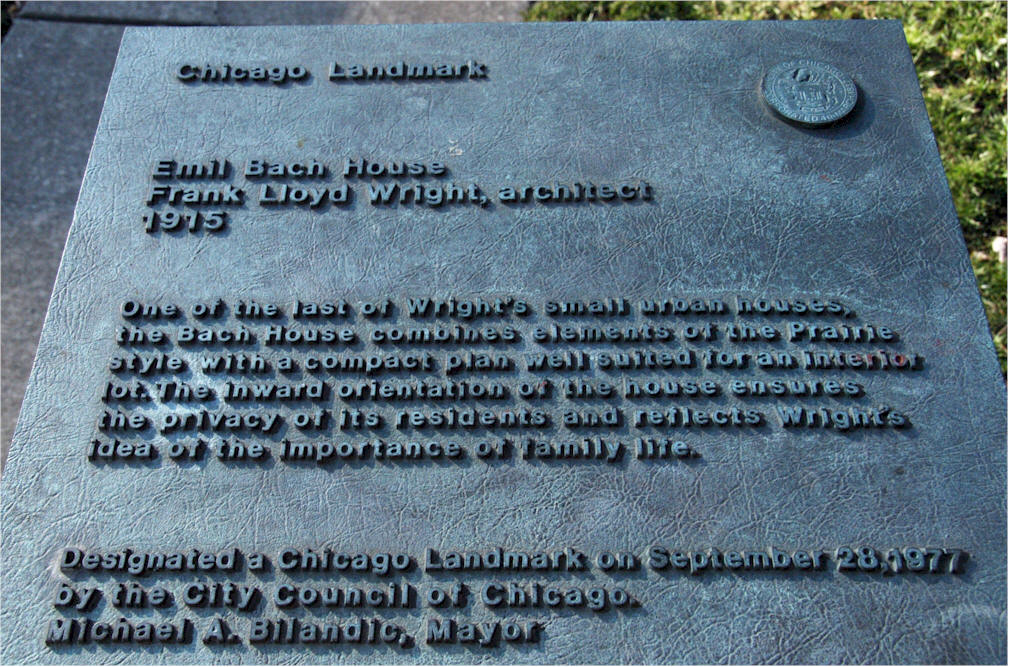 Chicago Landmark
OF CHICAGO
Emil Bach House
Frank Lloyd Wright, architect
1915
One of the last of Wright's small urban houses,
the Bach House combines elements of the Prairie
style with a compact plan well suited for an interior
lot. The inward orientation of the house ensures
the privacy of its residents and reflects Wright's
idea of the importance of family life.
Designated a Chicago Landmark on September 28, 1977
by the City Council of Chicago.
Michael A. Bilandic, Mayor